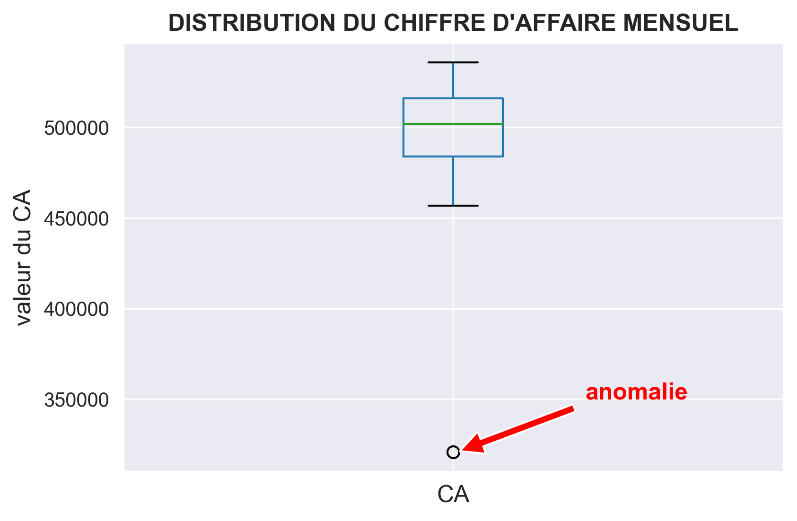 DISTRIBUTION DU CHIFFRE D'AFFAIRE MENSUEL
500000
450000
400000
350000
valeur du CA
anomalie
CA